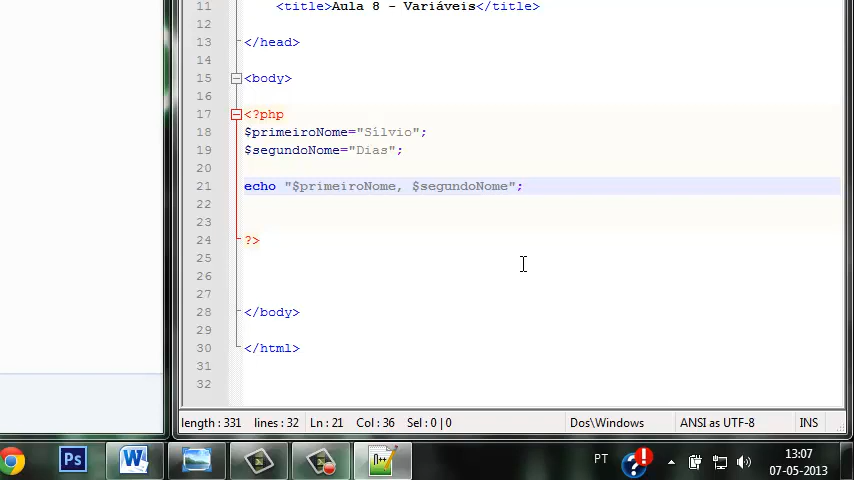 11 <title>Aula 8 - Variáveis</title>
12
13 </head>
14
15 <body>
16
17 <?php
18 $primeiroNome="Sílvio";
19 $segundoNome="Dias";
20
21 echo "$primeiroNome, $segundoNome";
22
23
24 ?>
25
26
27
28 </body>
29
30 </html>
31
32
length : 331 lines : 32 Ln : 21 Col : 36 Sel : 0 | 0 Dos\Windows ANSI as UTF-8 INS
Ps W n++ PT 13:07
07-05-2013